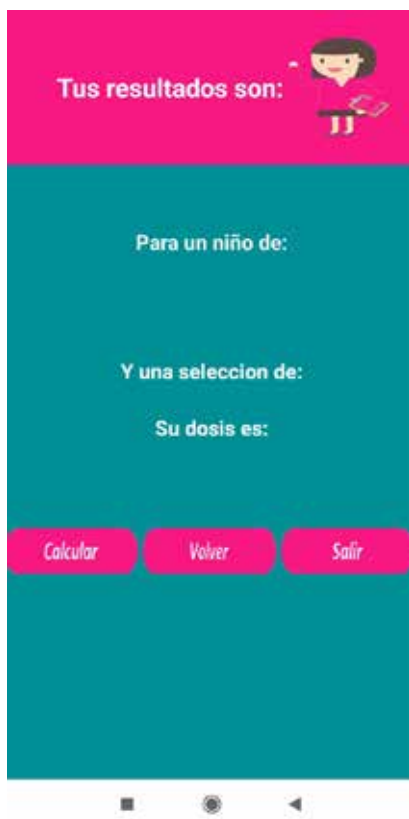 Tus resultados son:
Para un niño de:
Y una seleccion de:
Su dosis es:
Calcular
Volver
Salir